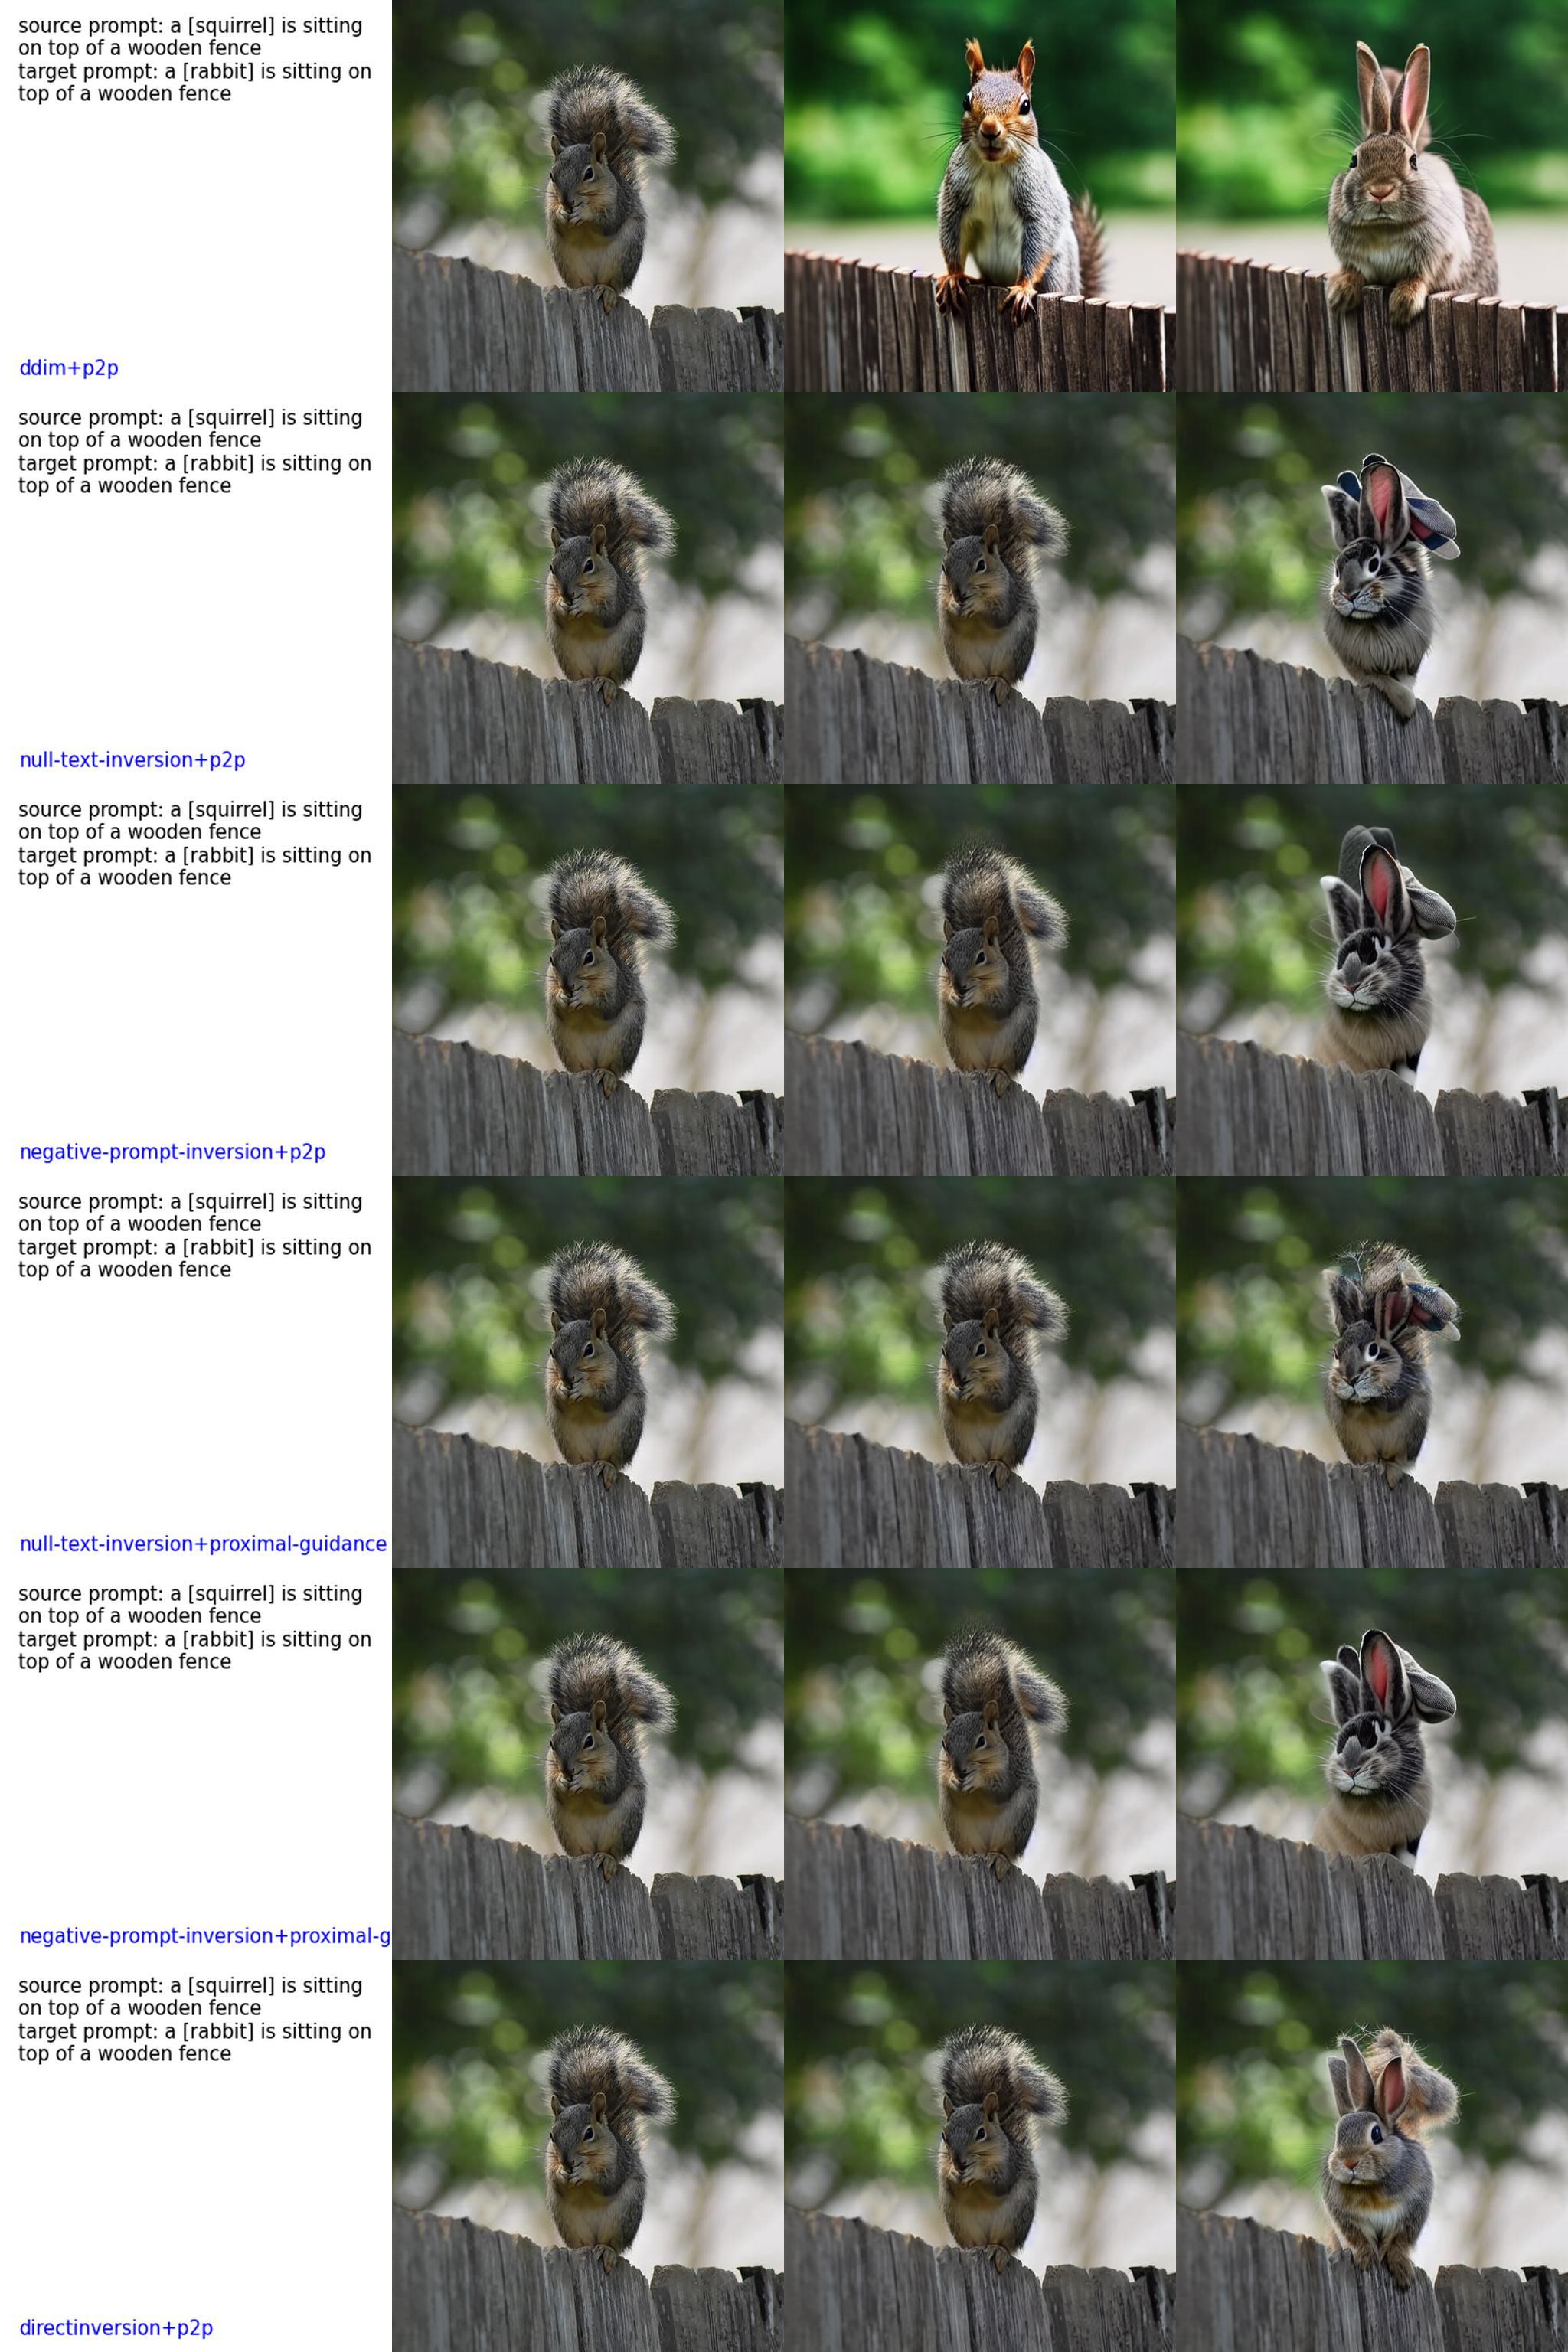 source prompt: a [squirrel] is sitting
on top of a wooden fence
target prompt: a [rabbit] is sitting on
top of a wooden fence
ddim+p2p
source prompt: a [squirrel] is sitting
on top of a wooden fence
target prompt: a [rabbit] is sitting on
top of a wooden fence
null-text-inversion+p2p
source prompt: a [squirrel] is sitting
on top of a wooden fence
target prompt: a [rabbit] is sitting on
top of a wooden fence
negative-prompt-inversion+p2p
source prompt: a [squirrel] is sitting
on top of a wooden fence
target prompt: a [rabbit] is sitting on
top of a wooden fence
null-text-inversion+proximal-guidance
source prompt: a [squirrel] is sitting
on top of a wooden fence
target prompt: a [rabbit] is sitting on
top of a wooden fence
negative-prompt-inversion+proximal-g
source prompt: a [squirrel] is sitting
on top of a wooden fence
target prompt: a [rabbit] is sitting on
top of a wooden fence
directinversion+p2p